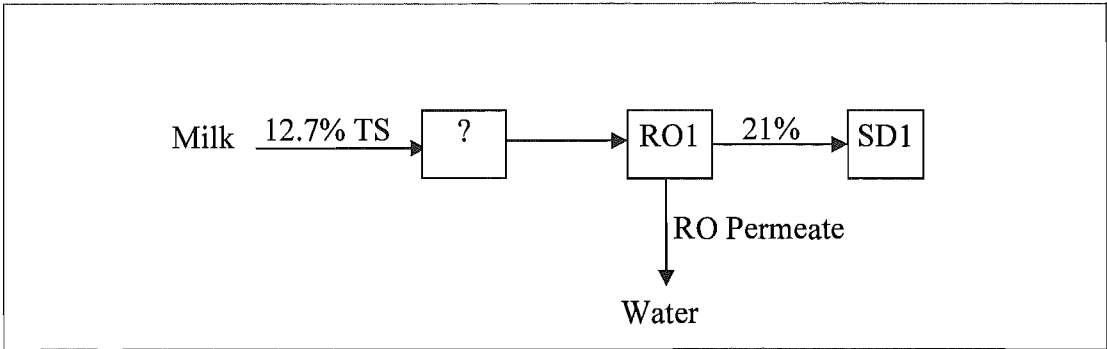 Milk
12.7% TS
?
RO1
21%
SD1
RO Permeate
Water